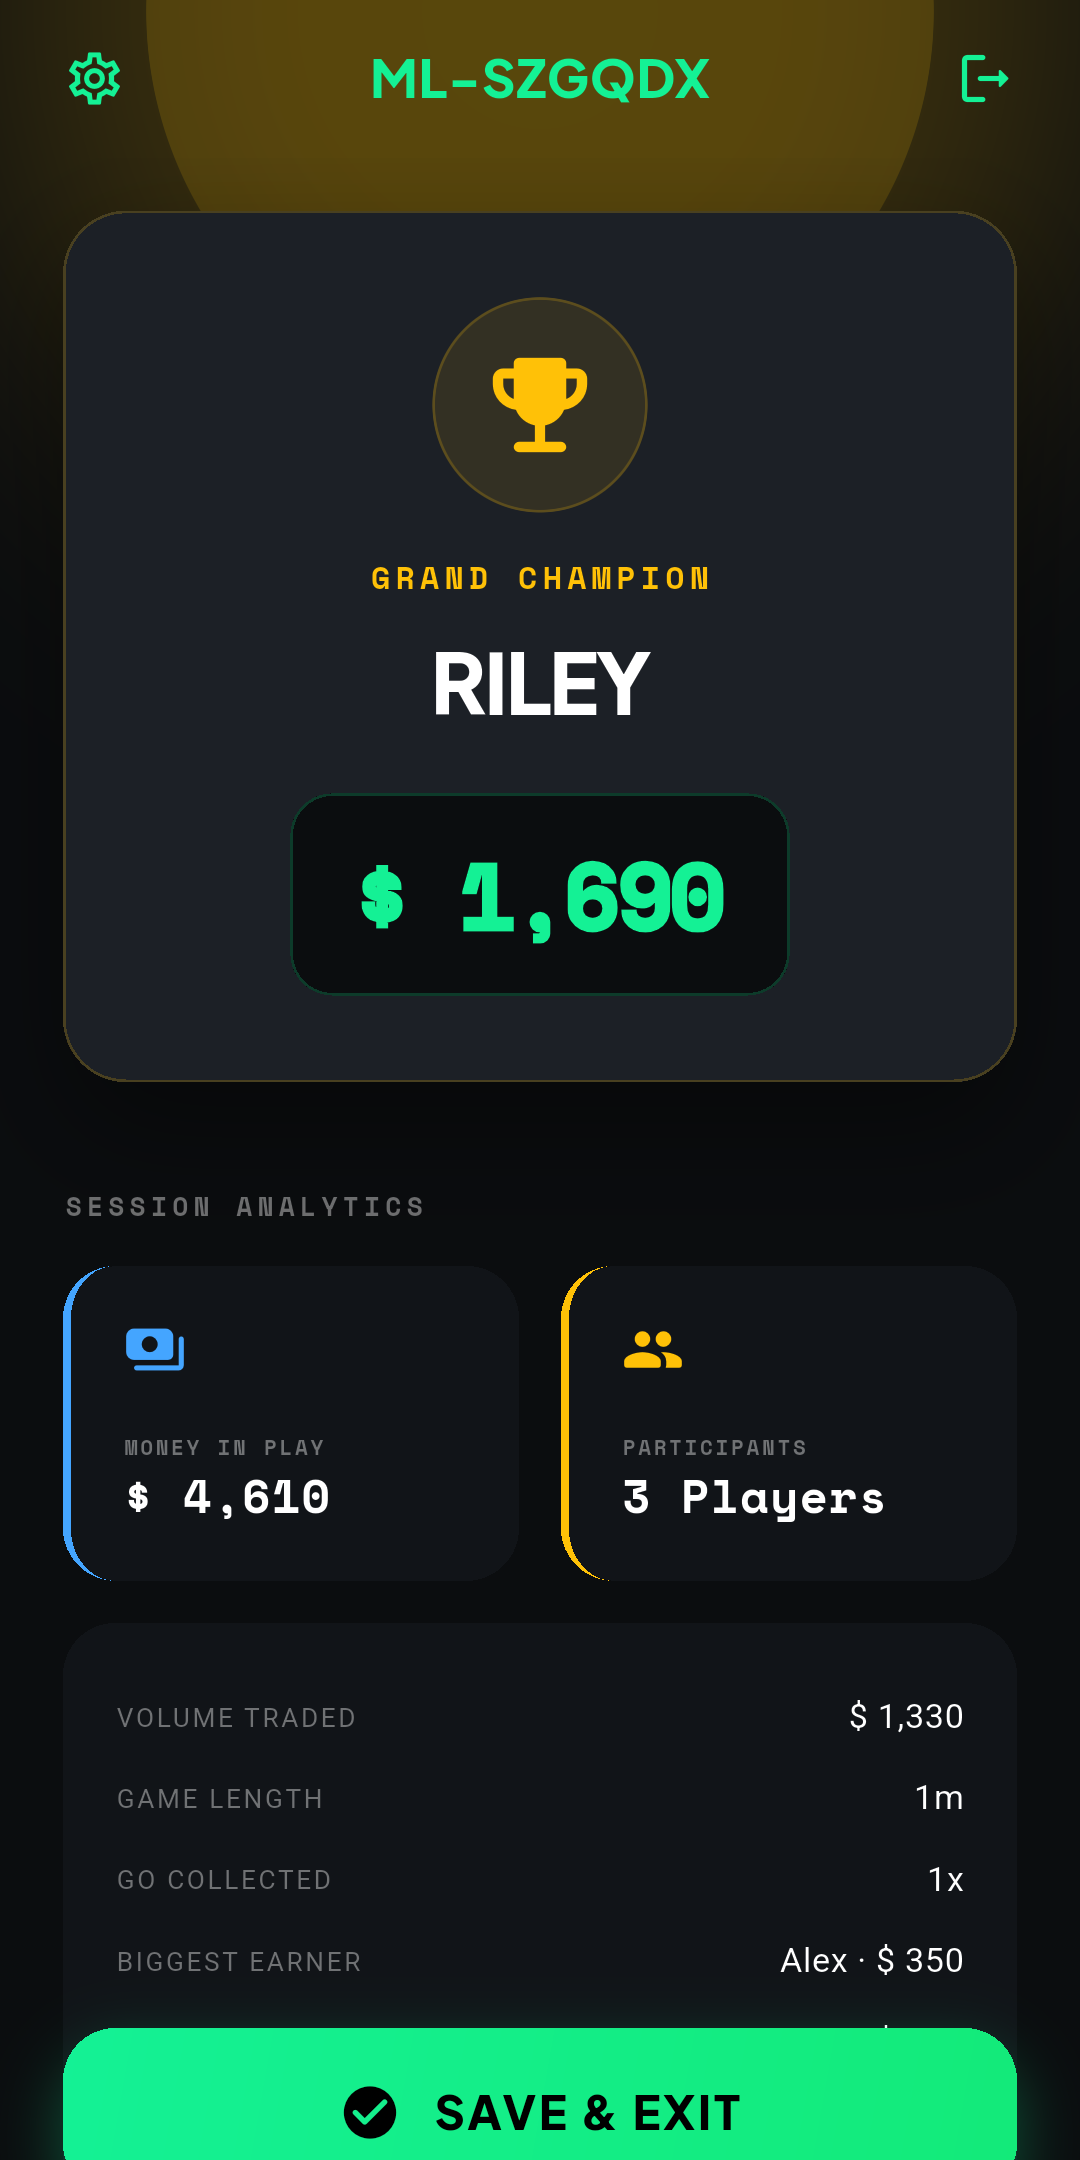 ML-SZGQDX
GRAND CHAMPION
RILEY
$ 1,690
SESSION ANALYTICS
MONEY IN PLAY
$ 4,610
PARTICIPANTS
3 Players
VOLUME TRADED $ 1,330
GAME LENGTH 1m
GO COLLECTED 1x
BIGGEST EARNER Alex · $ 350
SAVE & EXIT